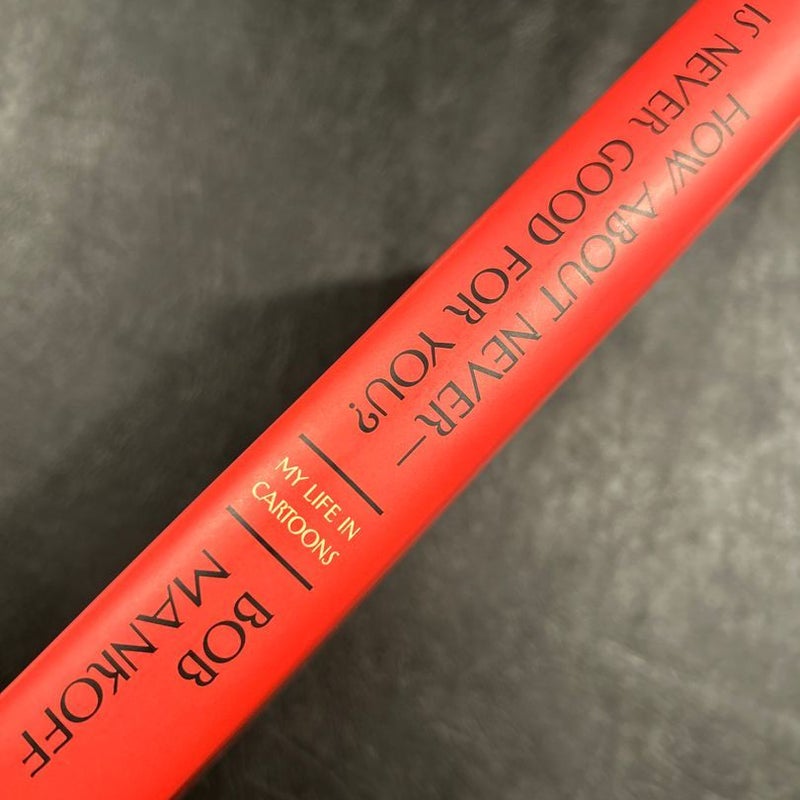 HOW ABOUT NEVER—
IS NEVER GOOD FOR YOU?
MY LIFE IN
CARTOONS
BOB
MANKOFF